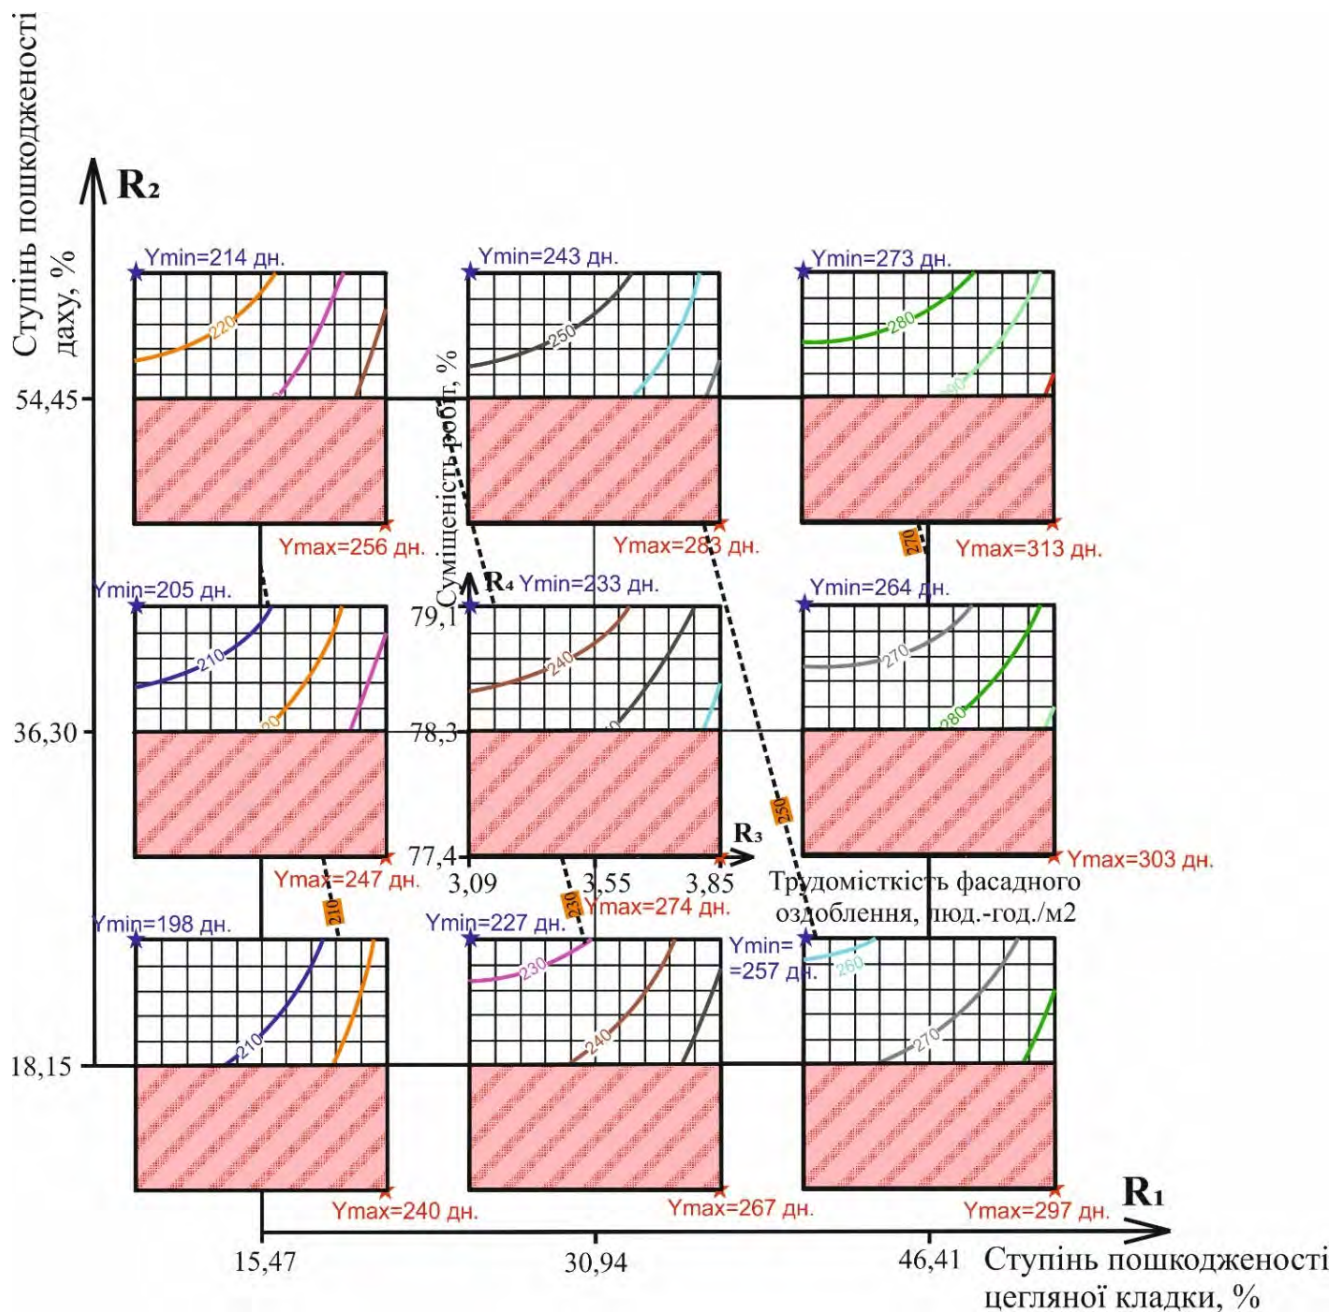 Ступінь пошкодженості
даху, %
R₂
Ymin=214 дн.
Ymin=243 дн.
Ymin=273 дн.
220
250
280
290
54,45
Суміщеність робіт, %
Ymax=256 дн.
Ymax=283 дн.
270
Ymax=313 дн.
Ymin=205 дн.
R₄
Ymin=233 дн.
Ymin=264 дн.
79,1
210
240
270
20
280
36,30
78,3
250
R₃
77,4
Ymax=247 дн.
3,09
3,55
3,85
Ymax=303 дн.
Трудомісткість фасадного
оздоблення, люд.-год./м2
210
230
Ymax=274 дн.
Ymin=198 дн.
Ymin=227 дн.
Ymin=
=257 дн.
230
260
210
240
270
18,15
Ymax=240 дн.
Ymax=267 дн.
Ymax=297 дн.
R₁
15,47
30,94
46,41
Ступінь пошкодженості
цегляної кладки, %